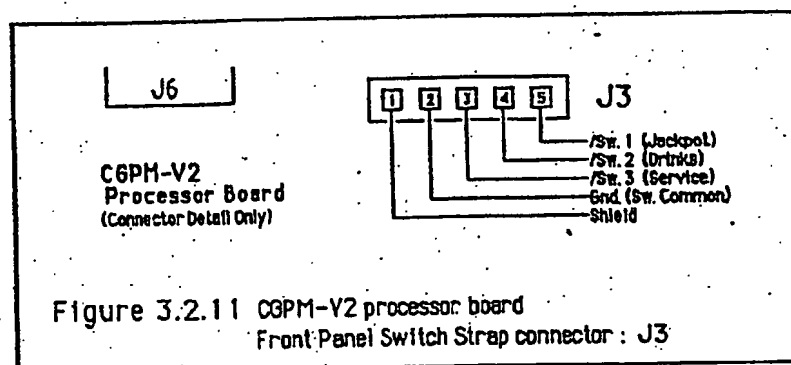 J6
1 2 3 4 5
J3
/Sw. 1 (Jackpot)
/Sw. 2 (Drinks)
/Sw. 3 (Service)
Gnd. (Sw. Common)
Shield
CGPM-V2
Processor Board
(Connector Detail Only)
Figure 3.2.11 CGPM-V2 processor board
Front Panel Switch Strap connector : J3